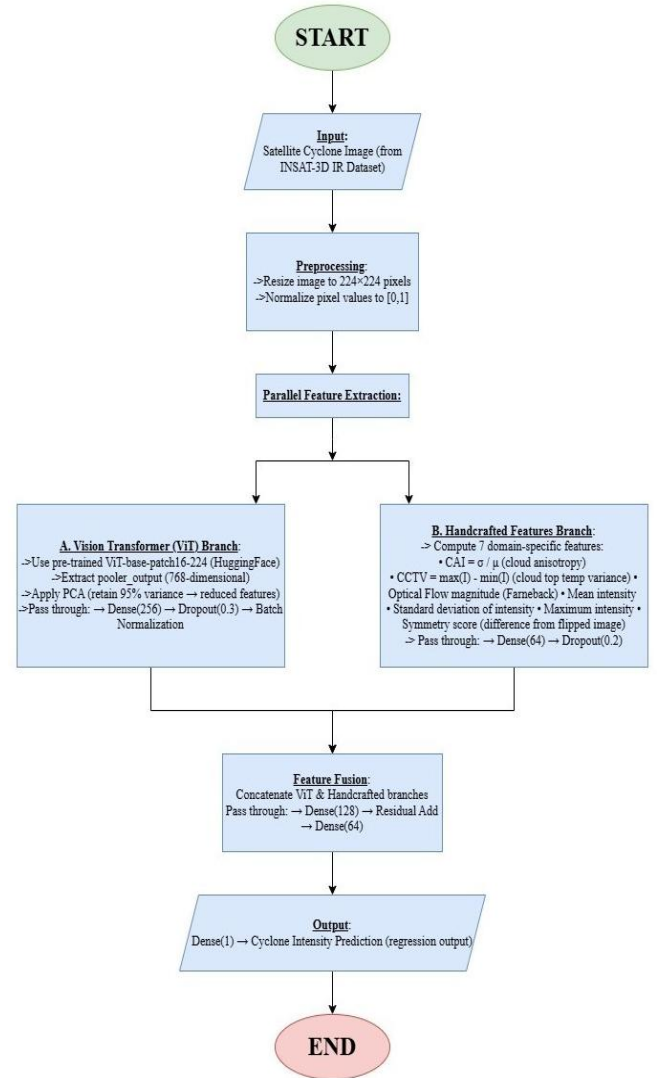 START
Input:
Satellite Cyclone Image (from
INSAT-3D IR Dataset)
Preprocessing:
->Resize image to 224×224 pixels
->Normalize pixel values to [0,1]
Parallel Feature Extraction:
A. Vision Transformer (ViT) Branch:
->Use pre-trained ViT-base-patch16-224 (HuggingFace)
->Extract pooler_output (768-dimensional)
->Apply PCA (retain 95% variance → reduced features)
->Pass through: → Dense(256) → Dropout(0.3) → Batch
Normalization
B. Handcrafted Features Branch:
-> Compute 7 domain-specific features:
• CAI = σ / μ (cloud anisotropy)
• CCTV = max(I) - min(I) (cloud top temp variance) •
Optical Flow magnitude (Farneback) • Mean intensity
• Standard deviation of intensity • Maximum intensity •
Symmetry score (difference from flipped image)
-> Pass through: → Dense(64) → Dropout(0.2)
Feature Fusion:
Concatenate ViT & Handcrafted branches
Pass through: → Dense(128) → Residual Add
→ Dense(64)
Output:
Dense(1) → Cyclone Intensity Prediction (regression output)
END